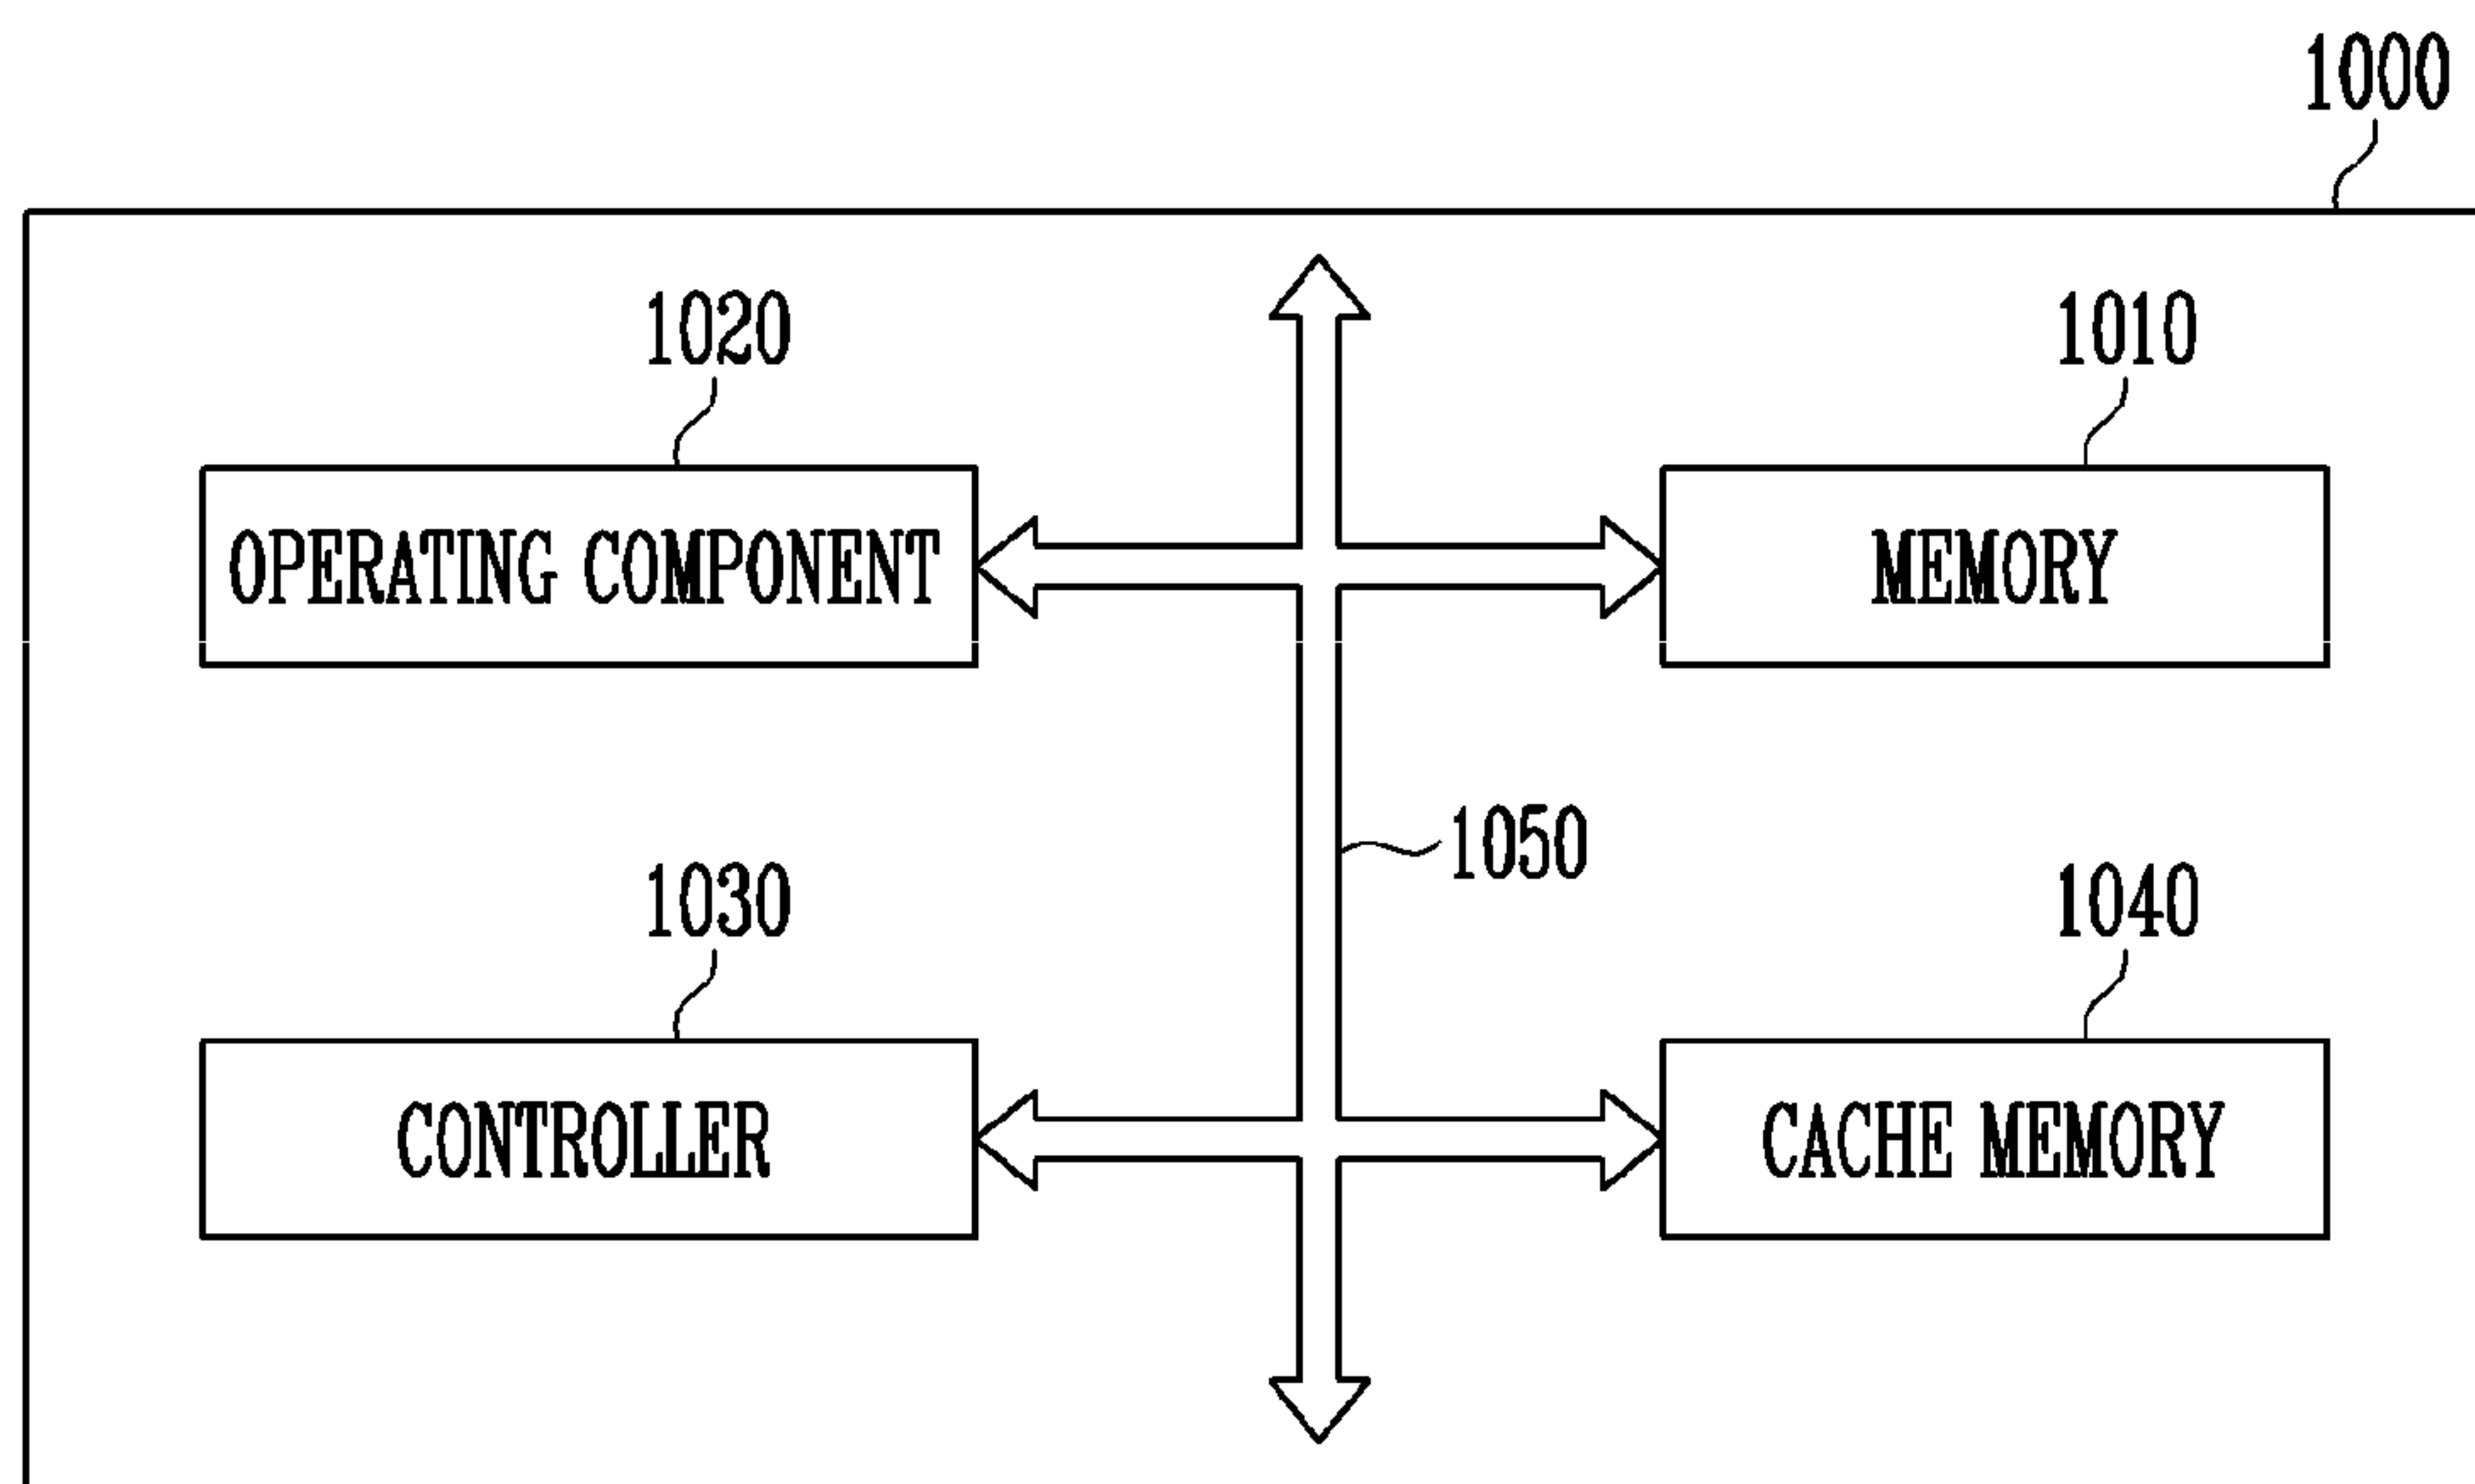 1000
1020
1010
OPERATING COMPONENT
MEMORY
1050
1030
1040
CONTROLLER
CACHE MEMORY